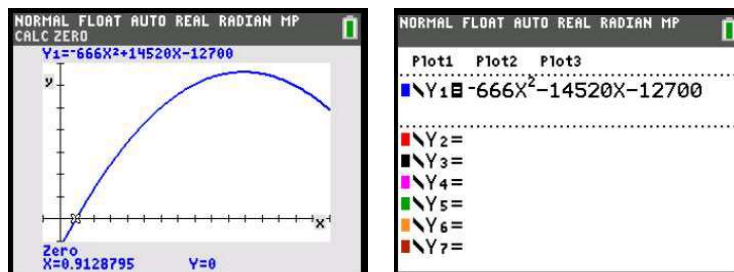 NORMAL FLOAT AUTO REAL RADIAN MP
CALC ZERO
Y₁=⁻666X²+14520X−12700
y
x
Zero
X=0.9128795 Y=0
NORMAL FLOAT AUTO REAL RADIAN MP
Plot1 Plot2 Plot3
\Y₁=⁻666X²−14520X−12700
\Y₂=
\Y₃=
\Y₄=
\Y₅=
\Y₆=
\Y₇=